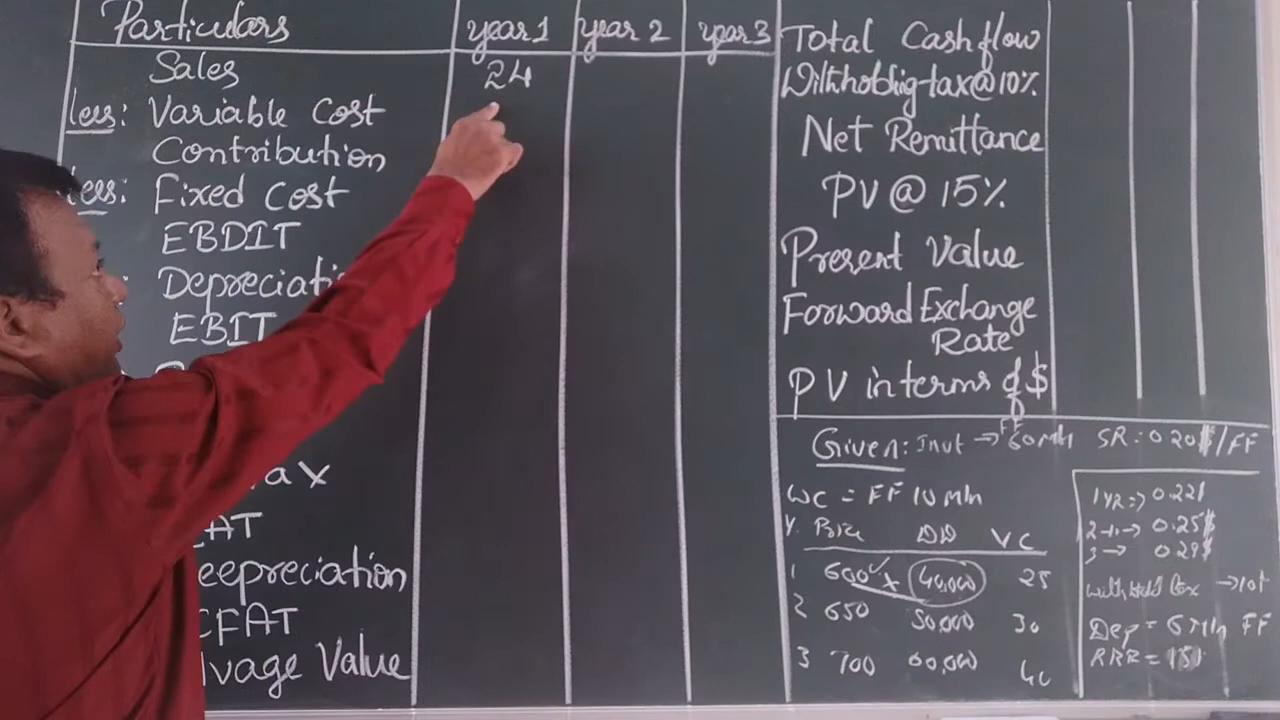 Particulars year 1 year 2 year 3
Sales 24
Less: Variable Cost
Contribution
Less: Fixed Cost
EBDIT
Depreciati
EBIT
ax
AT
eepreciation
CFAT
lvage Value
Total Cashflow
Withholding tax @ 10%
Net Remittance
PV @ 15%
Present Value
Forward Exchange
Rate
PV in terms of $
Given: Invt → FF 60 Mln SR: 0.20$/FF
WC = FF 10 Mln
Y. Price DD VC
1 600 40,000 25
2 650 50,000 30
3 700 60,000 40
1 YR => 0.22$
2 → 0.25$
3 → 0.29$
withhold tax → 10%
Dep = 5 Mln FF
RRR = 15%